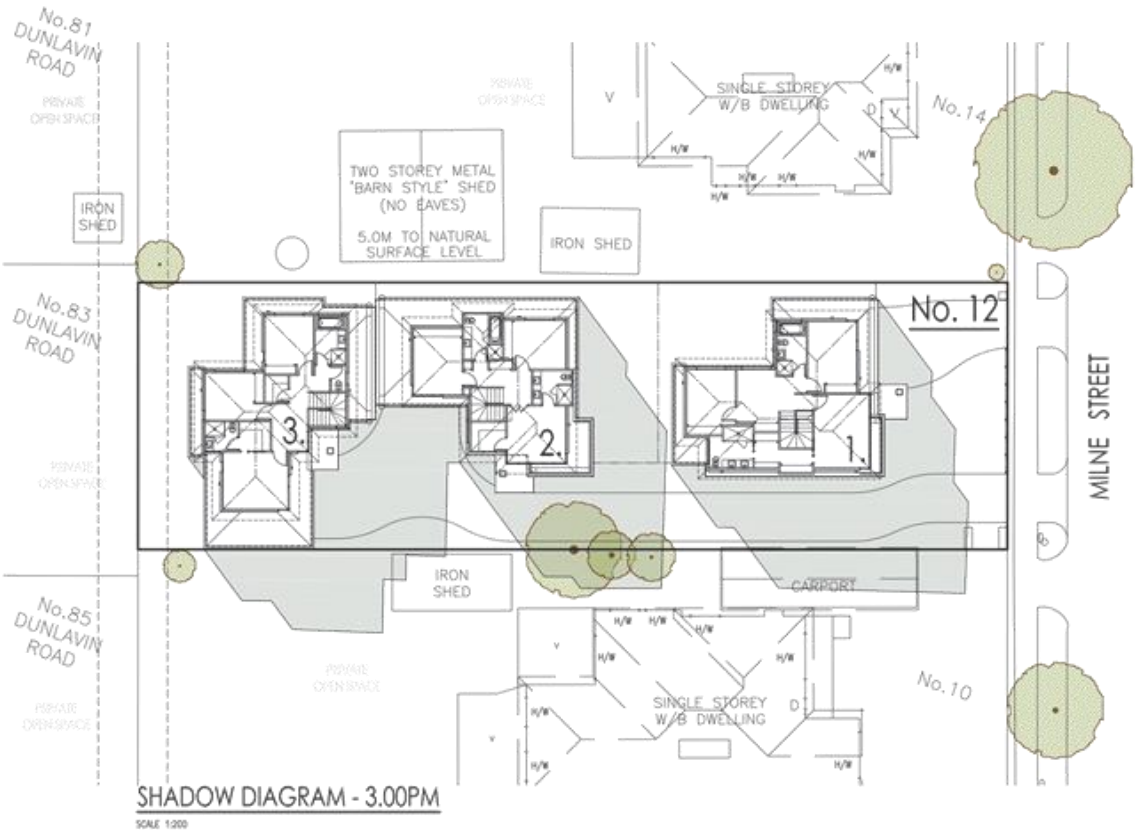 No.81
DUNLAVIN
ROAD
PRIVATE
OPEN SPACE
PRIVATE
OPEN SPACE
V
SINGLE STOREY
W/B DWELLING
H/W
D
V
No.14
H/W
H/W
H/W
H/W
H/W
TWO STOREY METAL
"BARN STYLE" SHED
(NO EAVES)
5.0M TO NATURAL
SURFACE LEVEL
IRON
SHED
IRON SHED
No.83
DUNLAVIN
ROAD
No. 12
MILNE STREET
3
2
1
PRIVATE
OPEN SPACE
IRON
SHED
CARPORT
No.85
DUNLAVIN
ROAD
H/W
H/W
H/W
V
H/W
H/W
PRIVATE
OPEN SPACE
No.10
SINGLE STOREY
W/B DWELLING
D
PRIVATE
OPEN SPACE
H/W
V
H/W
H/W
SHADOW DIAGRAM - 3.00PM
SCALE 1:200